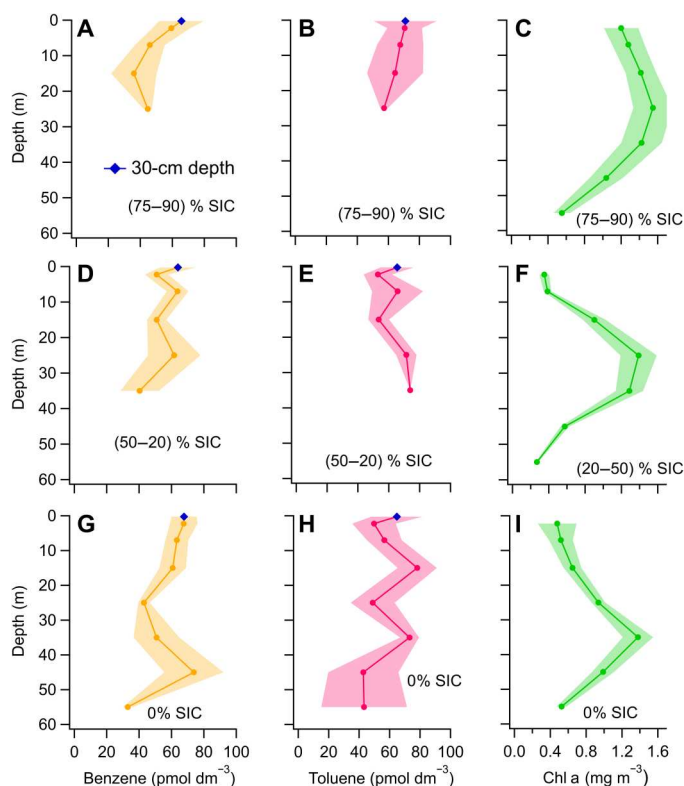 A
B
C
Depth (m)
0
10
20
30
40
50
60
30-cm depth
(75–90) % SIC
(75–90) % SIC
(75–90) % SIC
D
E
F
Depth (m)
0
10
20
30
40
50
60
(50–20) % SIC
(50–20) % SIC
(20–50) % SIC
G
H
I
Depth (m)
0
10
20
30
40
50
60
0% SIC
0% SIC
0% SIC
0 20 40 60 80 100
0 20 40 60 80 100
0.0 0.4 0.8 1.2 1.6
Benzene (pmol dm⁻³)
Toluene (pmol dm⁻³)
Chl a (mg m⁻³)